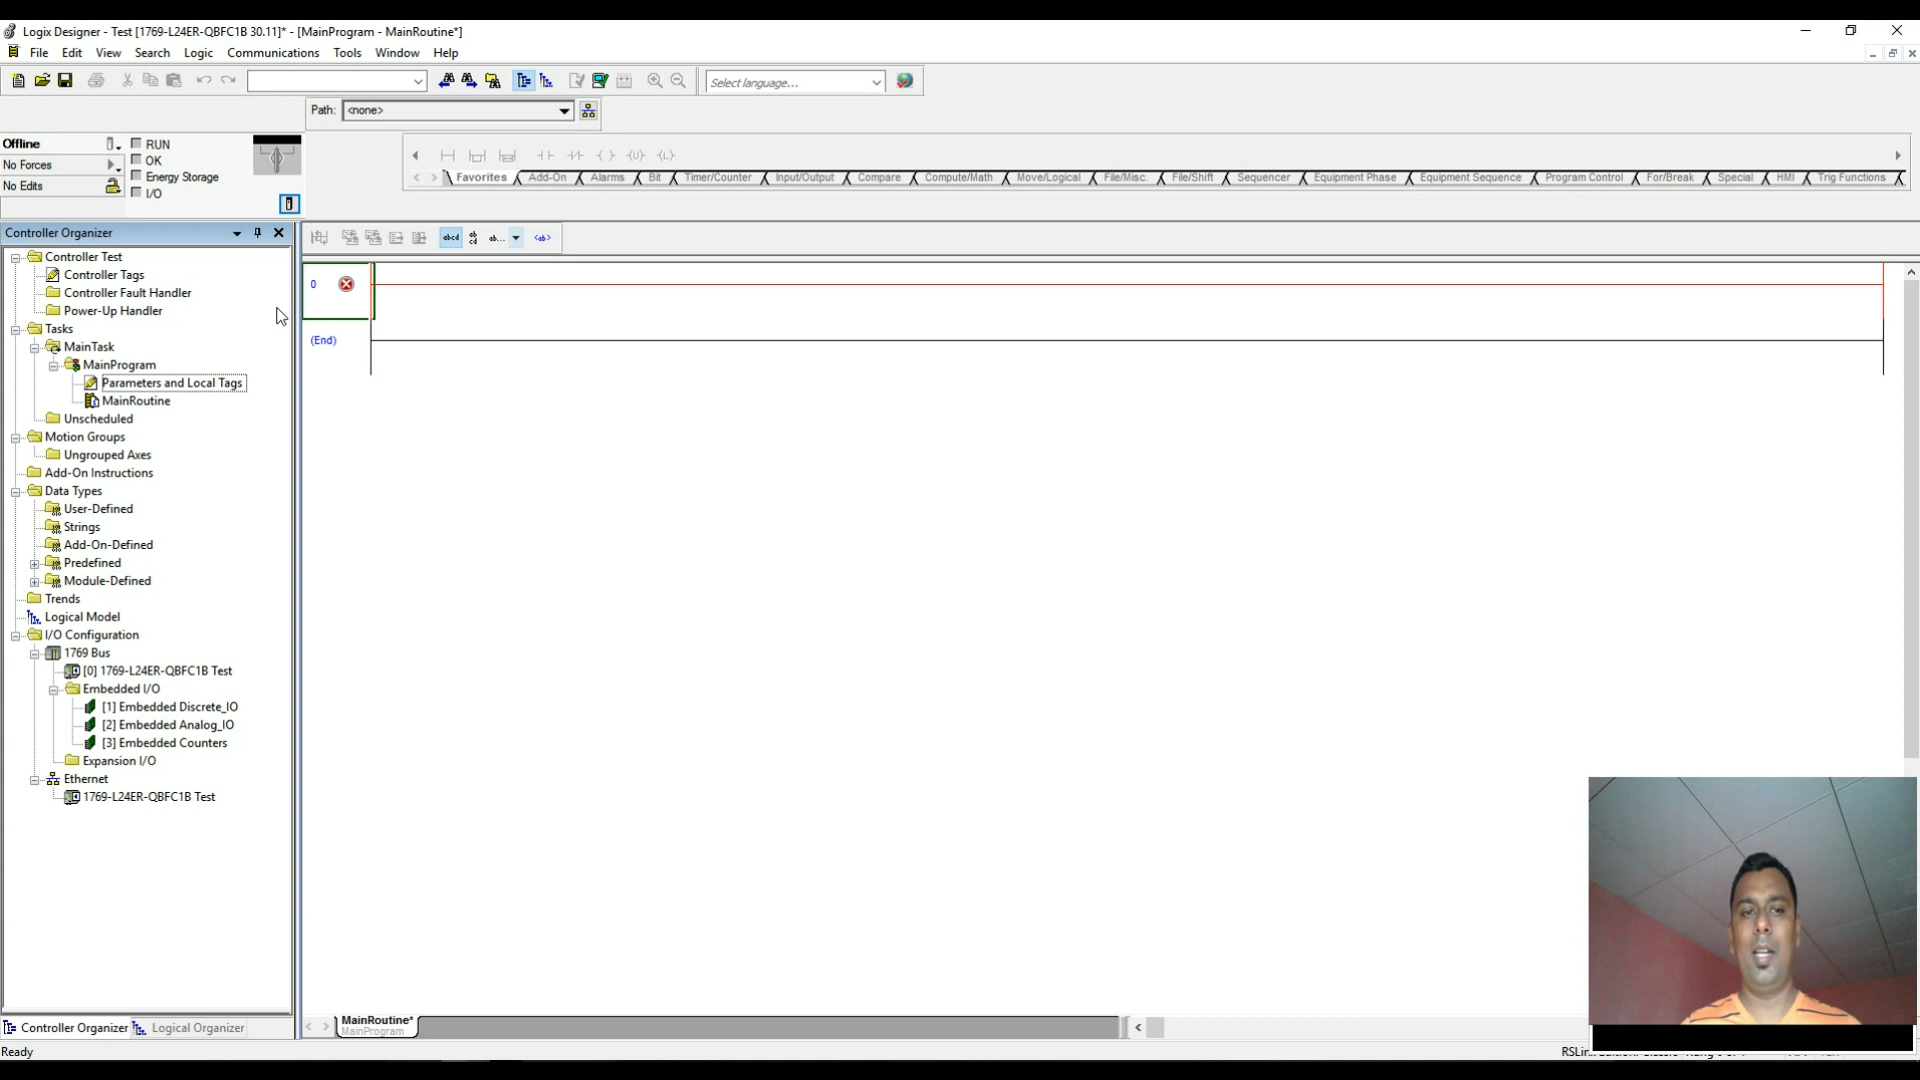 Logix Designer - Test [1769-L24ER-QBFC1B 30.11]* - [MainProgram - MainRoutine*]
File Edit View Search Logic Communications Tools Window Help
Select language...
Path: <none>
Offline
RUN
No Forces
OK
No Edits
Energy Storage
I/O
Favorites Add-On Alarms Bit Timer/Counter Input/Output Compare Compute/Math Move/Logical File/Misc. File/Shift Sequencer Equipment Phase Equipment Sequence Program Control For/Break Special HMI Trig Functions
Controller Organizer
Controller Test
Controller Tags
Controller Fault Handler
Power-Up Handler
Tasks
MainTask
MainProgram
Parameters and Local Tags
MainRoutine
Unscheduled
Motion Groups
Ungrouped Axes
Add-On Instructions
Data Types
User-Defined
Strings
Add-On-Defined
Predefined
Module-Defined
Trends
Logical Model
I/O Configuration
1769 Bus
[0] 1769-L24ER-QBFC1B Test
Embedded I/O
[1] Embedded Discrete_IO
[2] Embedded Analog_IO
[3] Embedded Counters
Expansion I/O
Ethernet
1769-L24ER-QBFC1B Test
0
(End)
Controller Organizer Logical Organizer
MainRoutine*
MainProgram
Ready